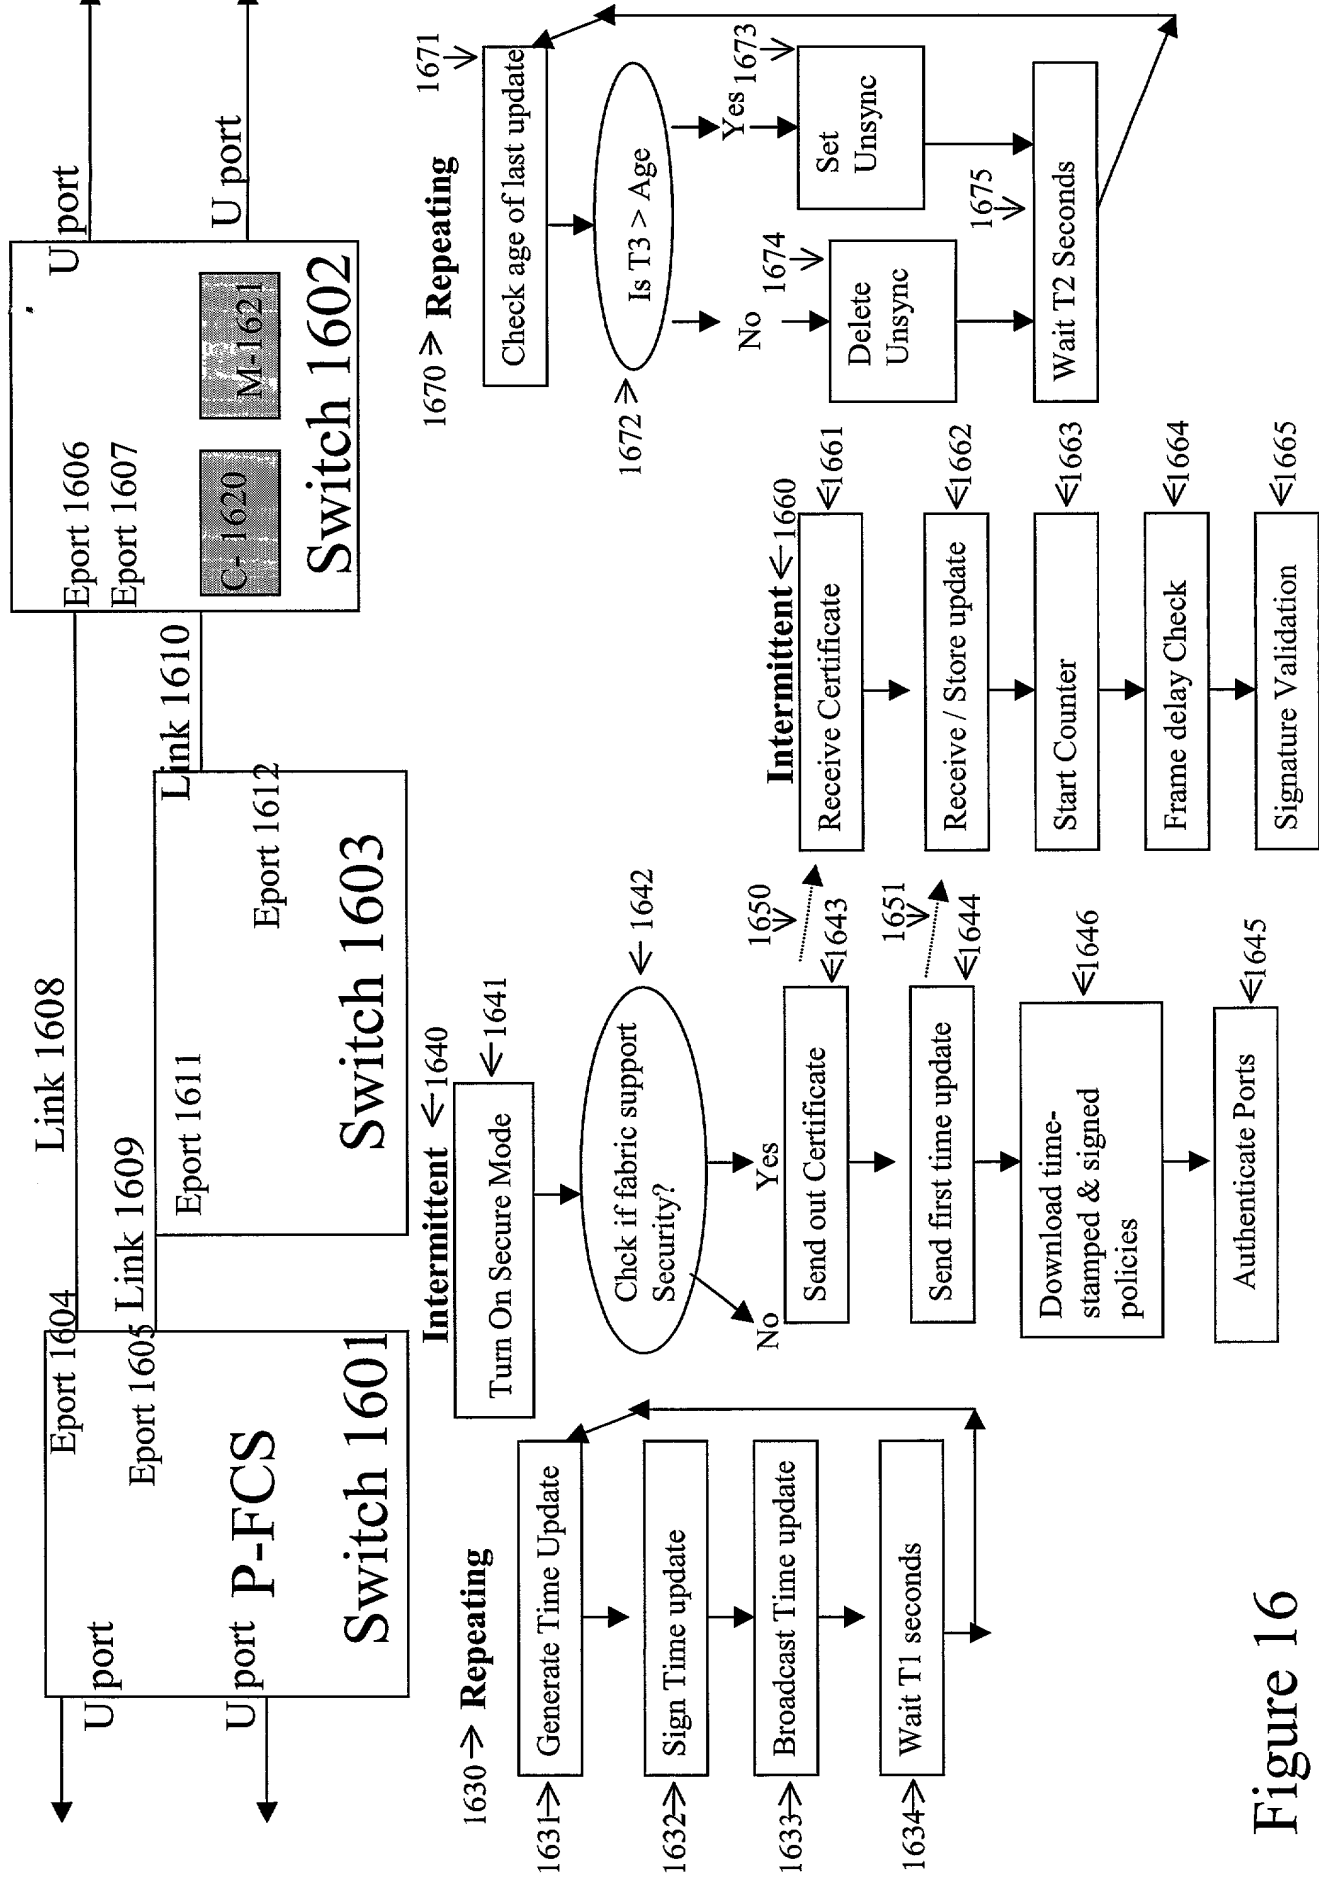 U port
U port
P-FCS
Switch 1601
Eport 1604
Eport 1605
Link 1608
Link 1609
Eport 1611
Switch 1603
Eport 1612
Link 1610
Eport 1606
Eport 1607
C- 1620
M-1621
Switch 1602
U port
U port
1630 → Repeating
1631
Generate Time Update
1632
Sign Time update
1633
Broadcast Time update
1634
Wait T1 seconds
Intermittent ← 1640
Turn On Secure Mode
1641
Chck if fabric support
Security?
1642
No
Yes
Send out Certificate
1643
1650
Send first time update
1644
1651
Download time-
stamped & signed
policies
1646
Authenticate Ports
1645
Intermittent ← 1660
Receive Certificate
1661
Receive / Store update
1662
Start Counter
1663
Frame delay Check
1664
Signature Validation
1665
1670 → Repeating
Check age of last update
1671
1672
Is T3 > Age
No
Yes
1674
Delete
Unsync
1673
Set
Unsync
1675
Wait T2 Seconds
Figure 16